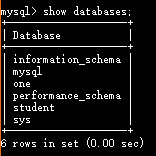 mysql> show databases;
+--------------------+
| Database           |
+--------------------+
| information_schema |
| mysql              |
| one                |
| performance_schema |
| student            |
| sys                |
+--------------------+
6 rows in set (0.00 sec)